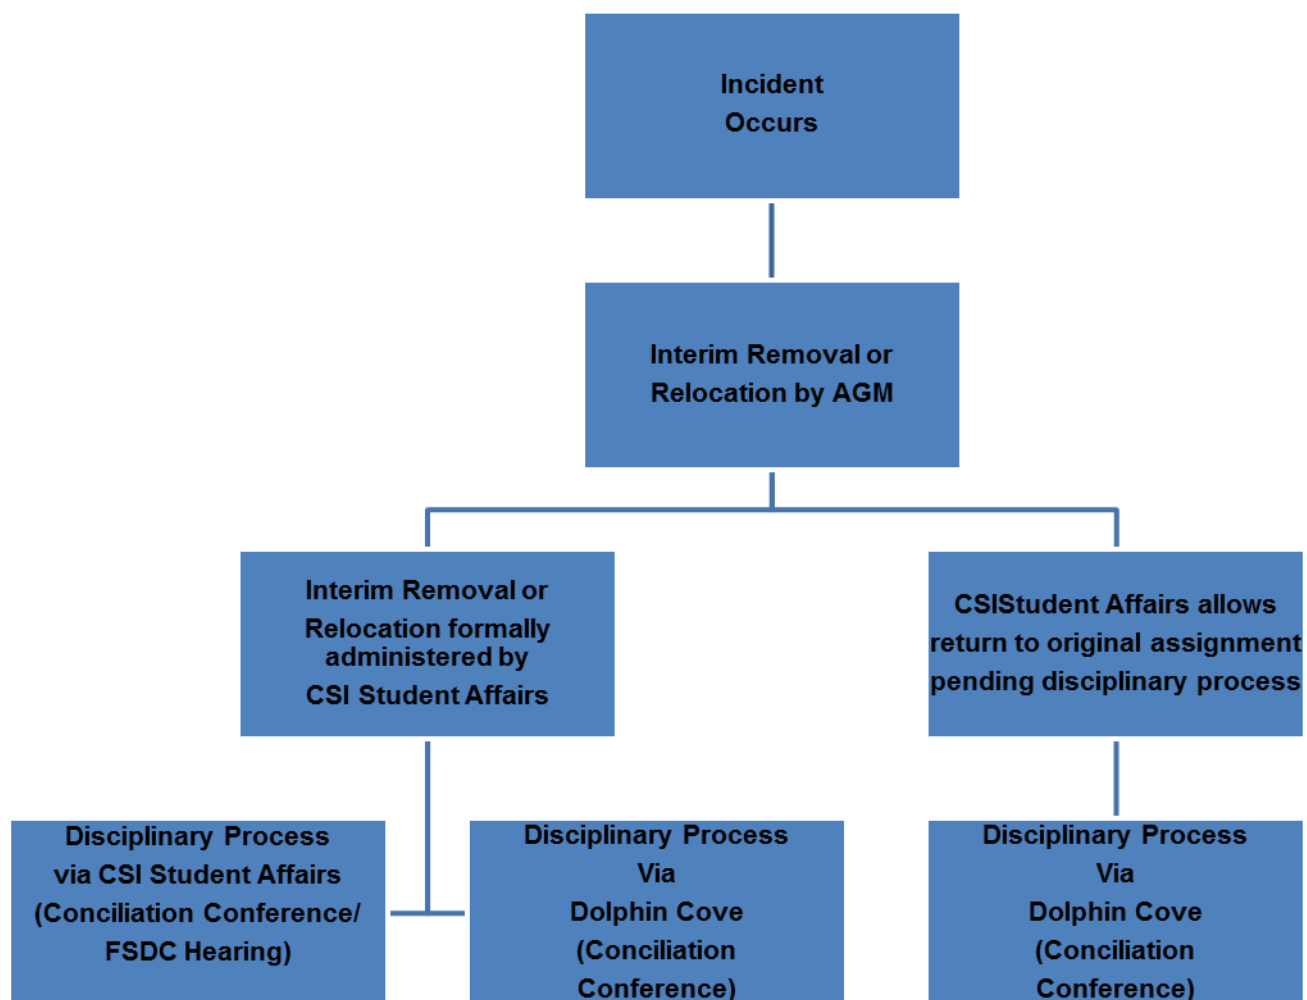 Incident
Occurs
Interim Removal or
Relocation by AGM
Interim Removal or
Relocation formally
administered by
CSI Student Affairs
CSIStudent Affairs allows
return to original assignment
pending disciplinary process
Disciplinary Process
via CSI Student Affairs
(Conciliation Conference/
FSDC Hearing)
Disciplinary Process
Via
Dolphin Cove
(Conciliation
Conference)
Disciplinary Process
Via
Dolphin Cove
(Conciliation
Conference)